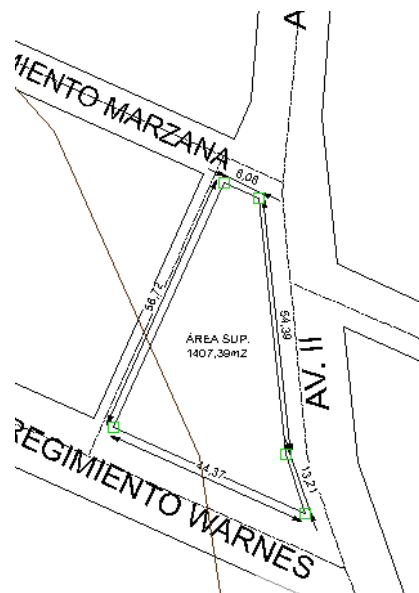 A
MIENTO MARZANA
8,08
56,72
54,39
ÁREA SUP.
1407,39m2
AV. II
44,37
13,21
REGIMIENTO WARNES